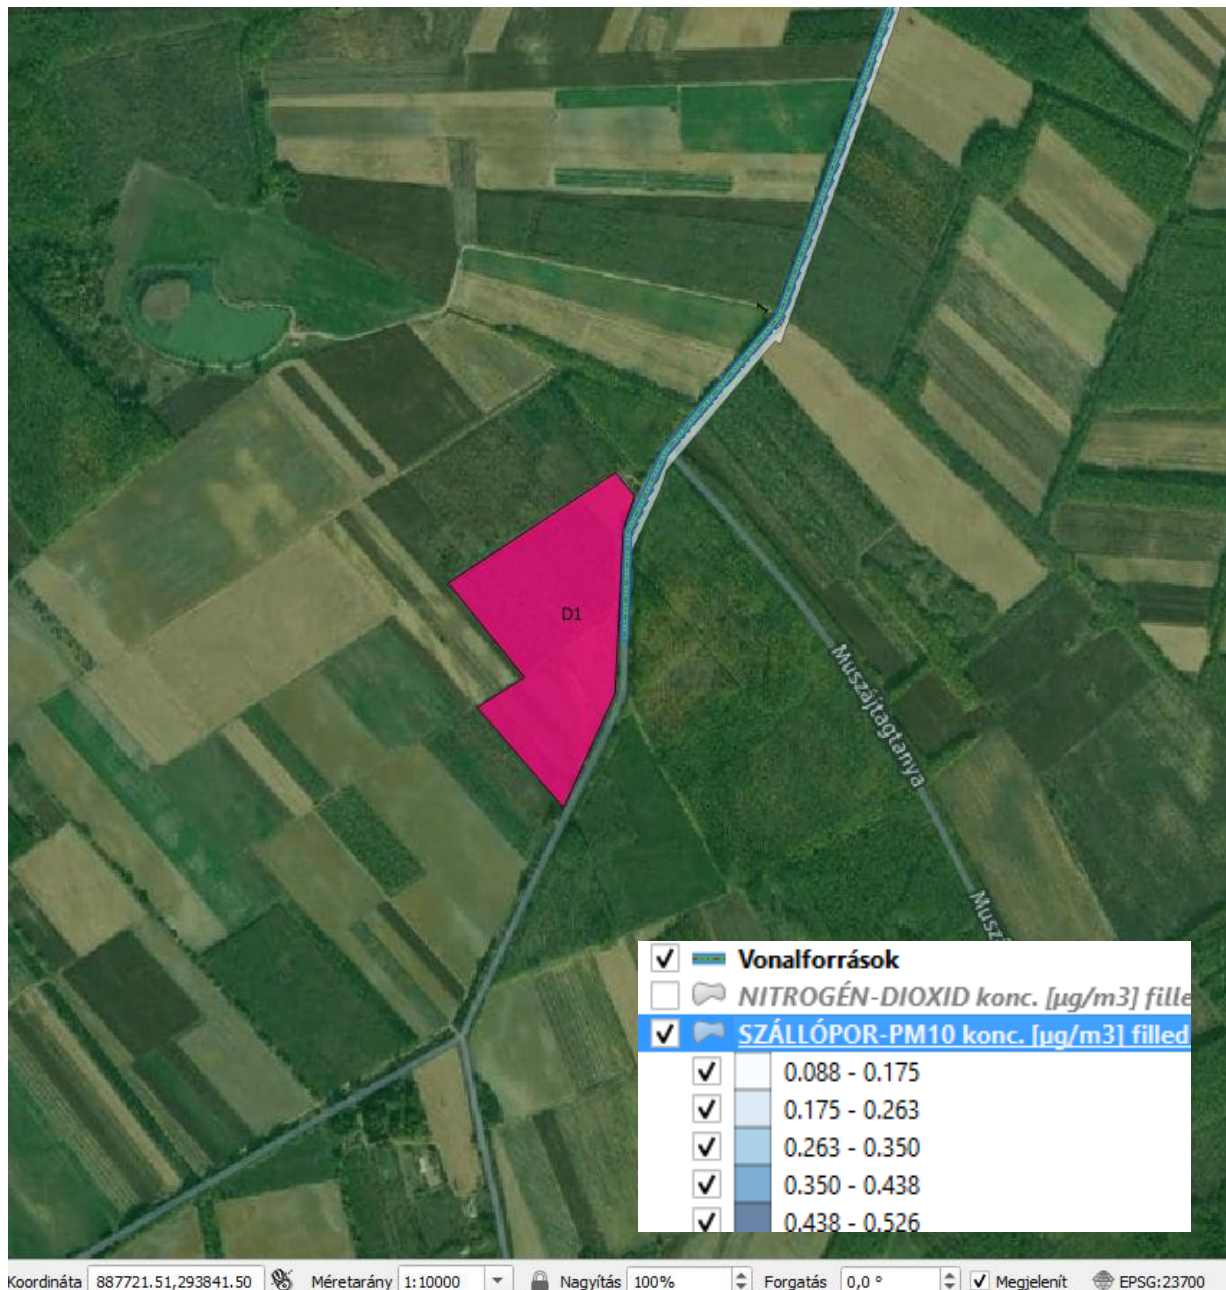 1
D1
Muszájtagtanya
Muszá
Vonalforrások
NITROGÉN-DIOXID konc. [µg/m3] fille
SZÁLLÓPOR-PM10 konc. [µg/m3] filled
0.088 - 0.175
0.175 - 0.263
0.263 - 0.350
0.350 - 0.438
0.438 - 0.526
Koordináta 887721.51,293841.50 Méretarány 1:10000 Nagyítás 100% Forgatás 0,0 ° Megjelenít EPSG:23700